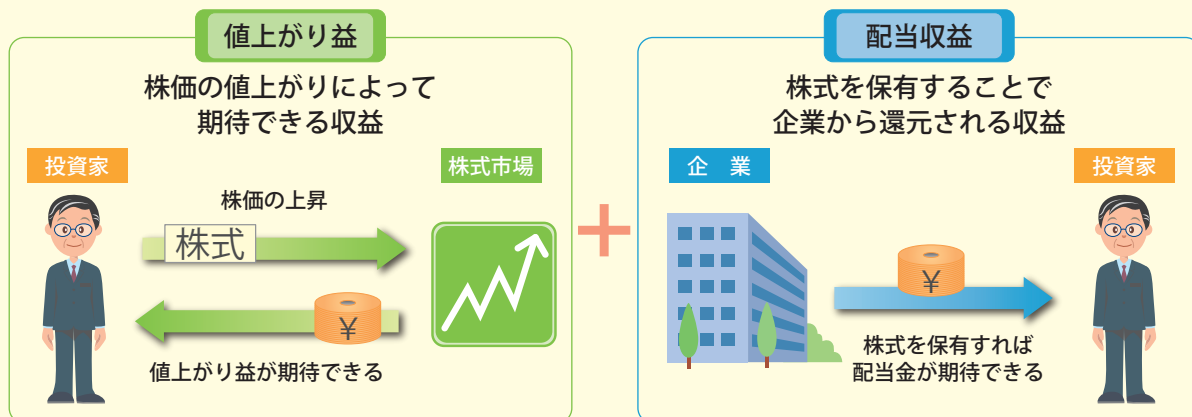 値上がり益
株価の値上がりによって
期待できる収益
投資家
株式市場
株価の上昇
株式
¥
値上がり益が期待できる
＋
配当収益
株式を保有することで
企業から還元される収益
企　業
投資家
¥
株式を保有すれば
配当金が期待できる